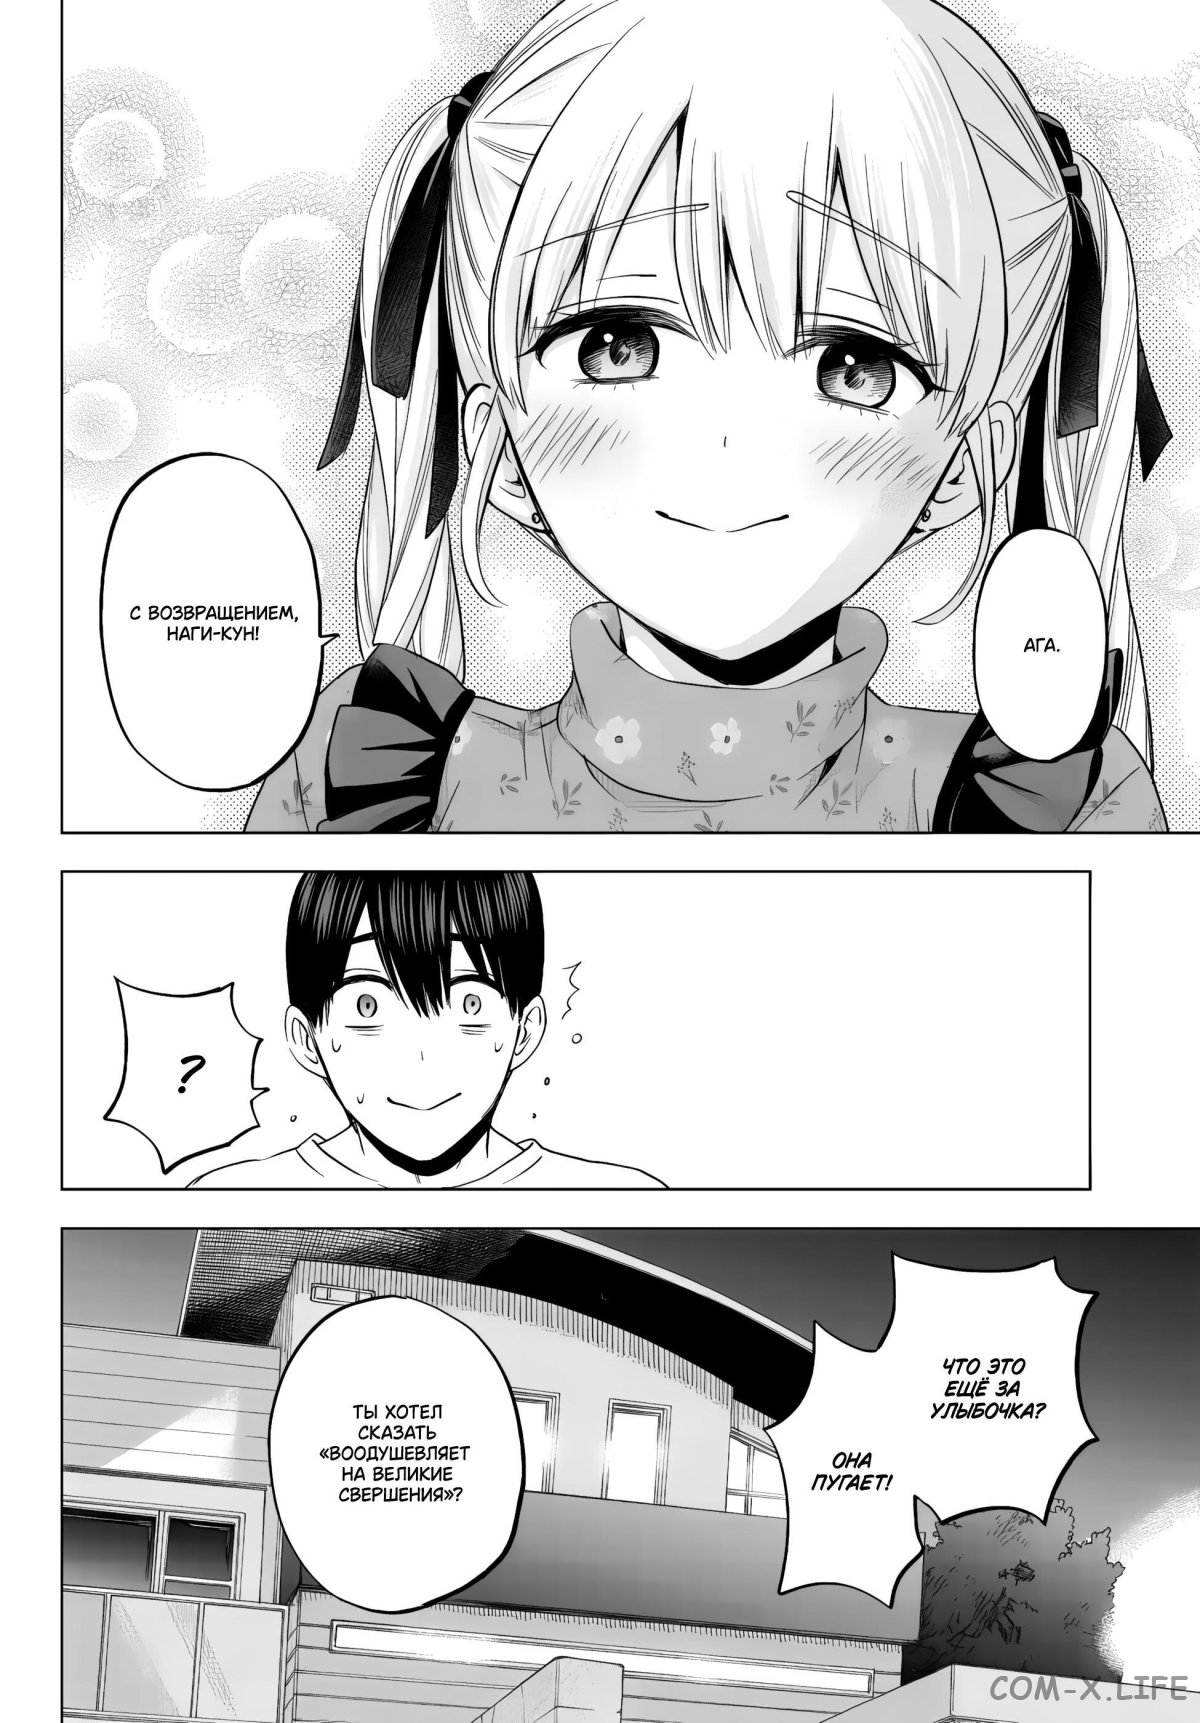 АГА.
С ВОЗВРАЩЕНИЕМ,
НАГИ-КУН!
?
ЧТО ЭТО
ЕЩЁ ЗА
УЛЫБОЧКА?
ОНА
ПУГАЕТ!
ТЫ ХОТЕЛ
СКАЗАТЬ
«ВООДУШЕВЛЯЕТ
НА ВЕЛИКИЕ
СВЕРШЕНИЯ»?
COM-X.LIFE